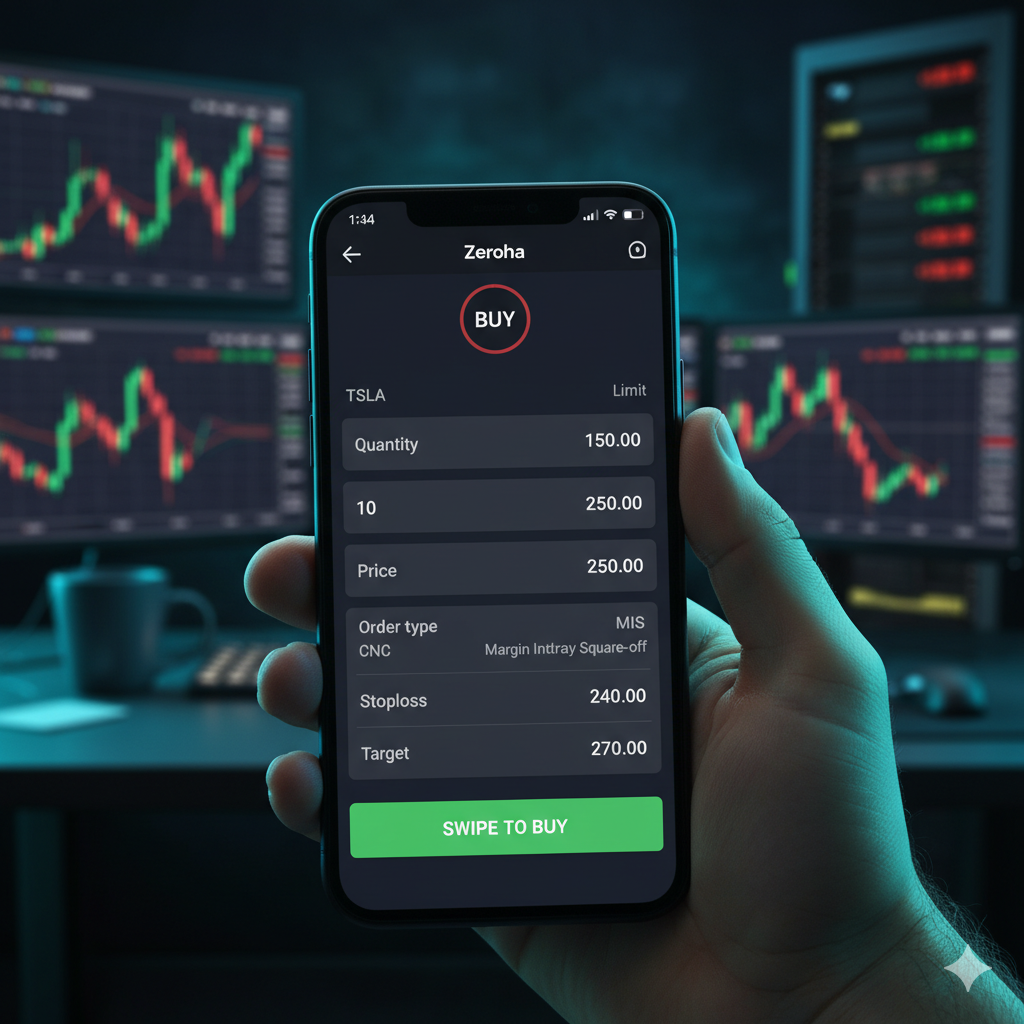 1:34
Zeroha
BUY
TSLA Limit
Quantity 150.00
10 250.00
Price 250.00
Order type MIS
CNC Margin Inttray Square-off
Stoploss 240.00
Target 270.00
SWIPE TO BUY